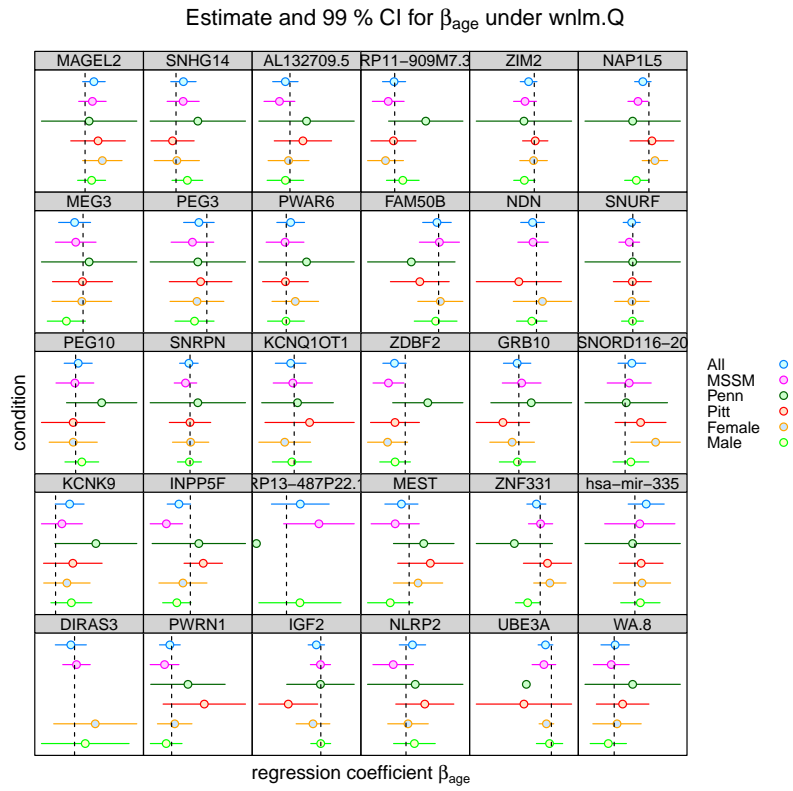 Estimate and 99 % CI for βage under wnlm.Q
MAGEL2 SNHG14 AL132709.5 RP11−909M7.3 ZIM2 NAP1L5
MEG3 PEG3 PWAR6 FAM50B NDN SNURF
PEG10 SNRPN KCNQ1OT1 ZDBF2 GRB10 SNORD116−20
KCNK9 INPP5F RP13−487P22.1 MEST ZNF331 hsa−mir−335
DIRAS3 PWRN1 IGF2 NLRP2 UBE3A WA.8
condition
regression coefficient βage
All
MSSM
Penn
Pitt
Female
Male